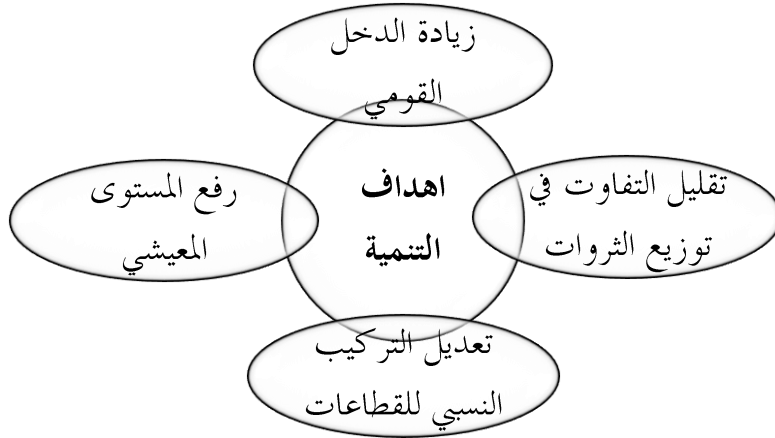 زيادة الدخل
القومي
اهداف
التنمية
تقليل التفاوت في
توزيع الثروات
رفع المستوى
المعيشي
تعديل التركيب
النسبي للقطاعات